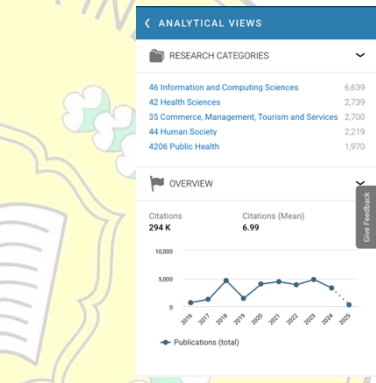 ANALYTICAL VIEWS
RESEARCH CATEGORIES
46 Information and Computing Sciences 6,639
42 Health Sciences 2,739
35 Commerce, Management, Tourism and Services 2,700
44 Human Society 2,219
4206 Public Health 1,970
OVERVIEW
Citations Citations (Mean)
294 K 6.99
Give Feedback
10,000
5,000
0
2016 2017 2018 2019 2020 2021 2022 2023 2024 2025
Publications (total)